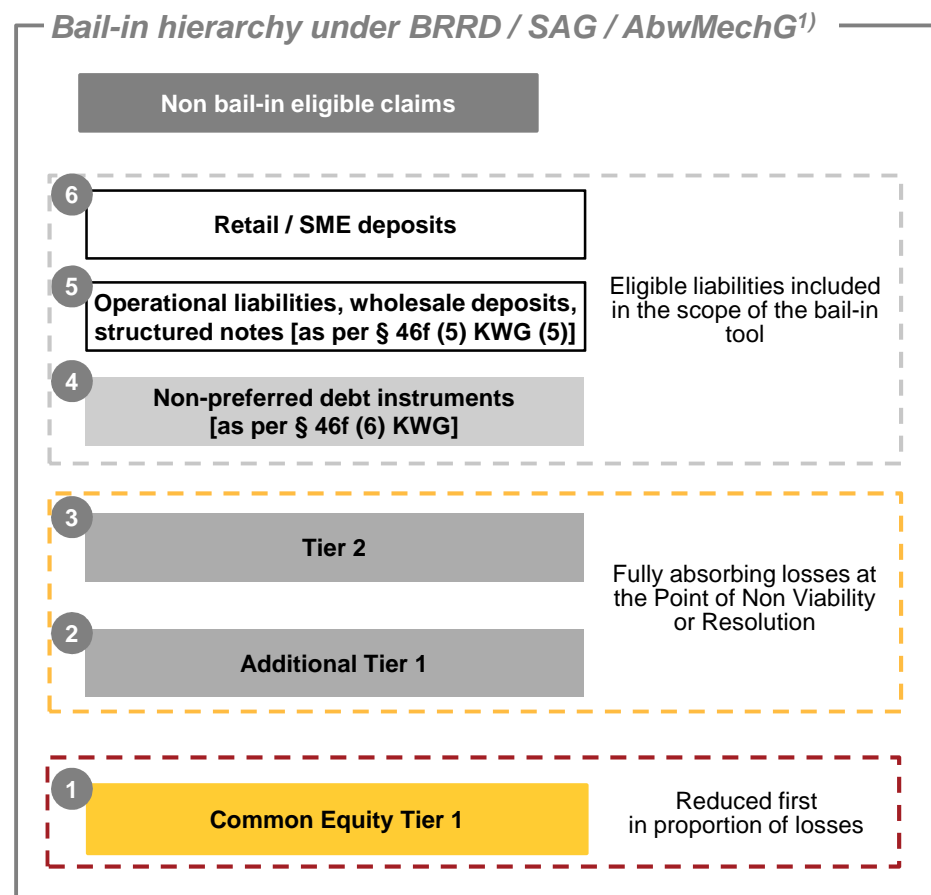 Bail-in hierarchy under BRRD / SAG / AbwMechG1)
Non bail-in eligible claims
6
Retail / SME deposits
5
Operational liabilities, wholesale deposits,
structured notes [as per § 46f (5) KWG (5)]
Eligible liabilities included
in the scope of the bail-in
tool
4
Non-preferred debt instruments
[as per § 46f (6) KWG]
3
Tier 2
Fully absorbing losses at
the Point of Non Viability
or Resolution
2
Additional Tier 1
1
Common Equity Tier 1
Reduced first
in proportion of losses